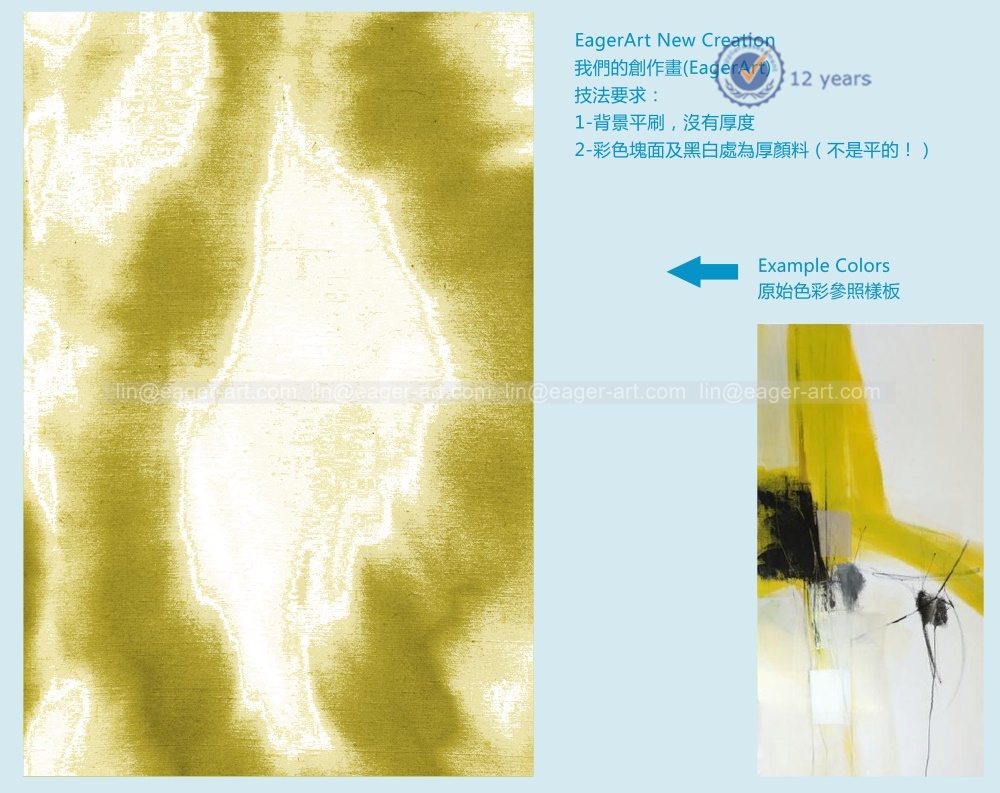 EagerArt New Creation
我們的創作畫(EagerArt)
12 years
技法要求：
1-背景平刷，沒有厚度
2-彩色塊面及黑白處為厚顏料（不是平的！）
Example Colors
原始色彩參照樣板
lin@eager-art.com lin@eager-art.com lin@eager-art.com lin@eager-art.com